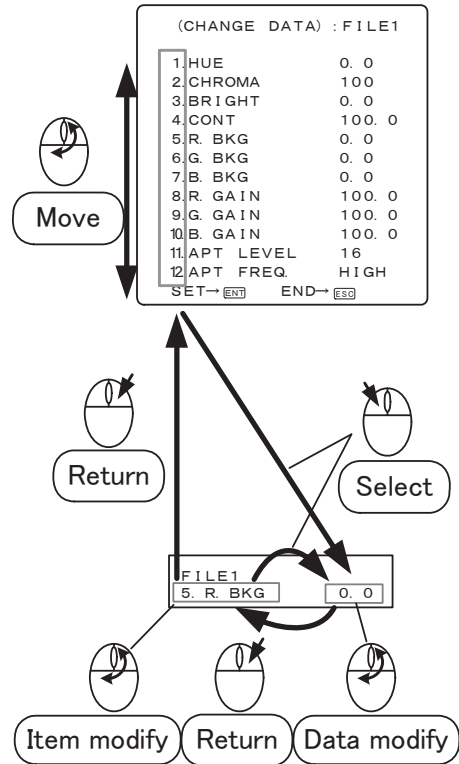 (CHANGE DATA) : FILE1
1. HUE 0. 0
2. CHROMA 100
3. BRIGHT 0. 0
4. CONT 100. 0
5. R. BKG 0. 0
6. G. BKG 0. 0
7. B. BKG 0. 0
8. R. GAIN 100. 0
9. G. GAIN 100. 0
10. B. GAIN 100. 0
11. APT LEVEL 16
12 APT FREQ. HIGH
SET→ ENT END→ ESC
Move
Return
Select
FILE1
5. R. BKG 0. 0
Item modify Return Data modify